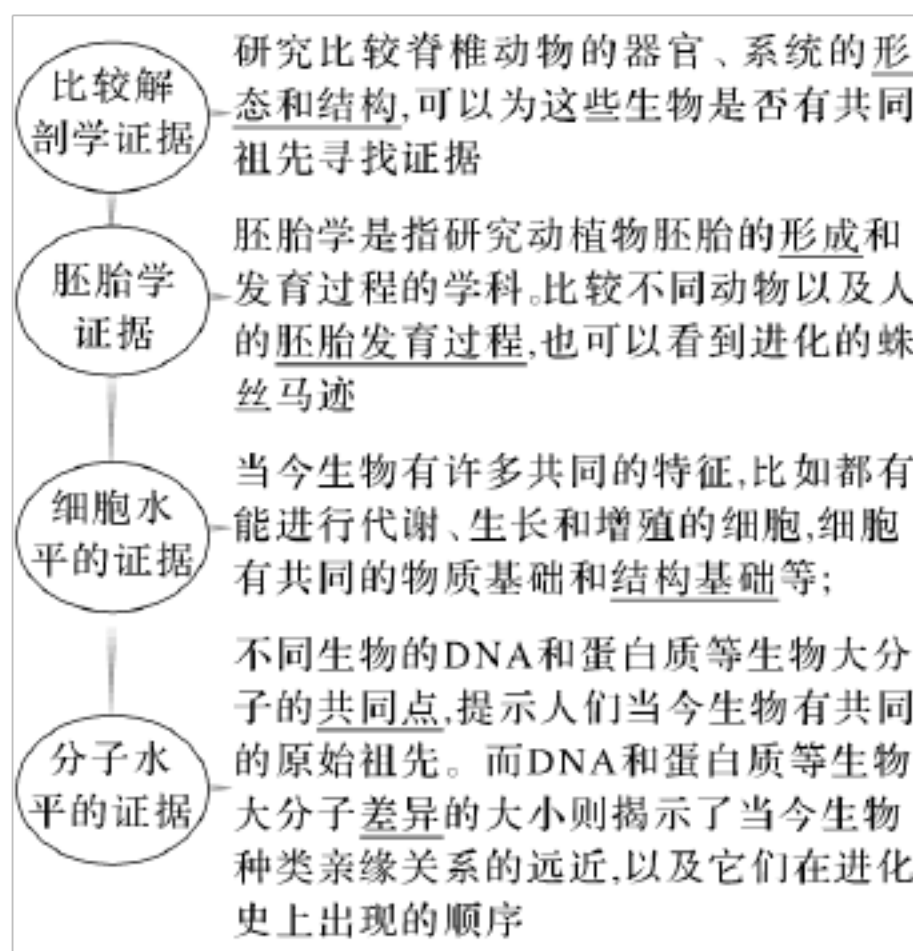 比较解
剖学证据
研究比较脊椎动物的器官、系统的形
态和结构,可以为这些生物是否有共同
祖先寻找证据
胚胎学
证据
胚胎学是指研究动植物胚胎的形成和
发育过程的学科。比较不同动物以及人
的胚胎发育过程,也可以看到进化的蛛
丝马迹
细胞水
平的证据
当今生物有许多共同的特征,比如都有
能进行代谢、生长和增殖的细胞,细胞
有共同的物质基础和结构基础等;
分子水
平的证据
不同生物的DNA和蛋白质等生物大分
子的共同点,提示人们当今生物有共同
的原始祖先。而DNA和蛋白质等生物
大分子差异的大小则揭示了当今生物
种类亲缘关系的远近,以及它们在进化
史上出现的顺序